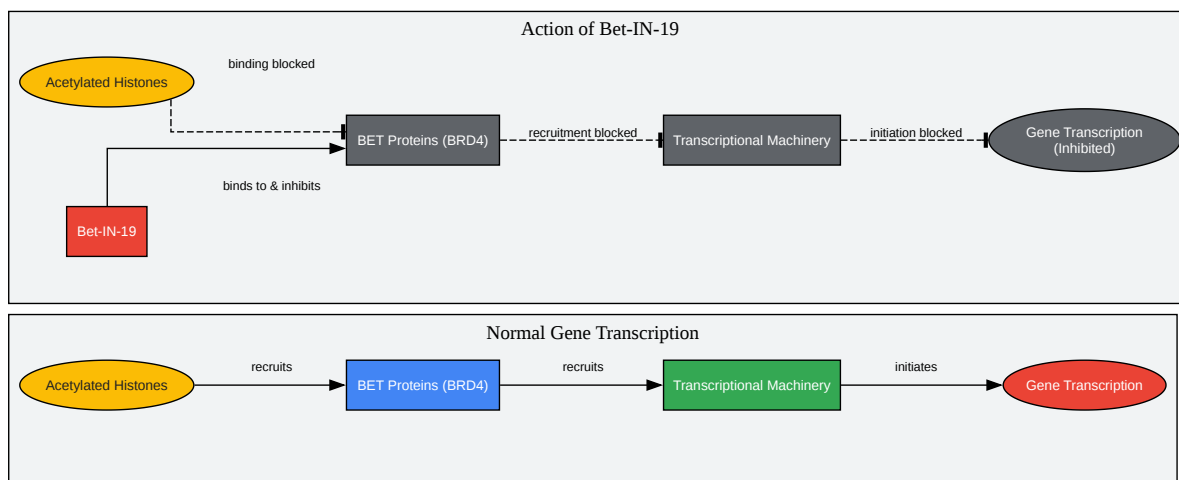 Action of Bet-IN-19
Acetylated Histones
binding blocked
BET Proteins (BRD4)
recruitment blocked
Transcriptional Machinery
initiation blocked
Gene Transcription
(Inhibited)
binds to & inhibits
Bet-IN-19
Normal Gene Transcription
Acetylated Histones
recruits
BET Proteins (BRD4)
recruits
Transcriptional Machinery
initiates
Gene Transcription